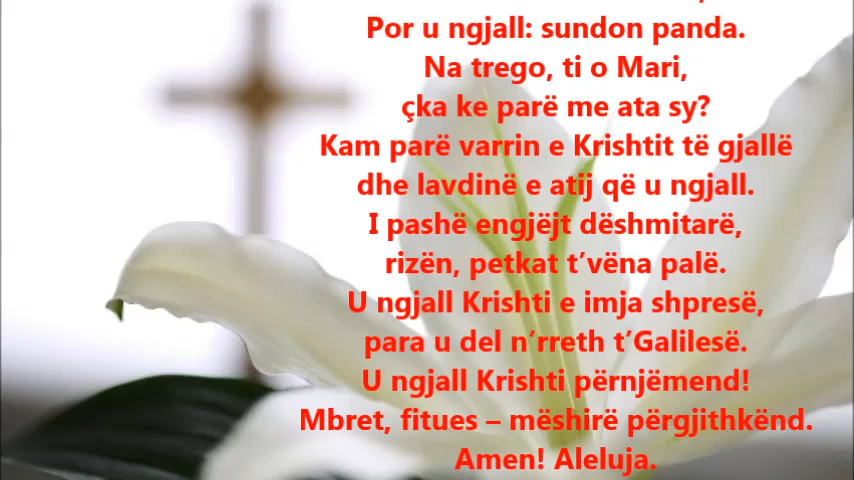 Por u ngjall: sundon panda.
Na trego, ti o Mari,
çka ke parë me ata sy?
Kam parë varrin e Krishtit të gjallë
dhe lavdinë e atij që u ngjall.
I pashë engjëjt dëshmitarë,
rizën, petkat t’vëna palë.
U ngjall Krishti e imja shpresë,
para u del n’rreth t’Galilesë.
U ngjall Krishti përnjëmend!
Mbret, fitues – mëshirë përgjithkënd.
Amen! Aleluja.